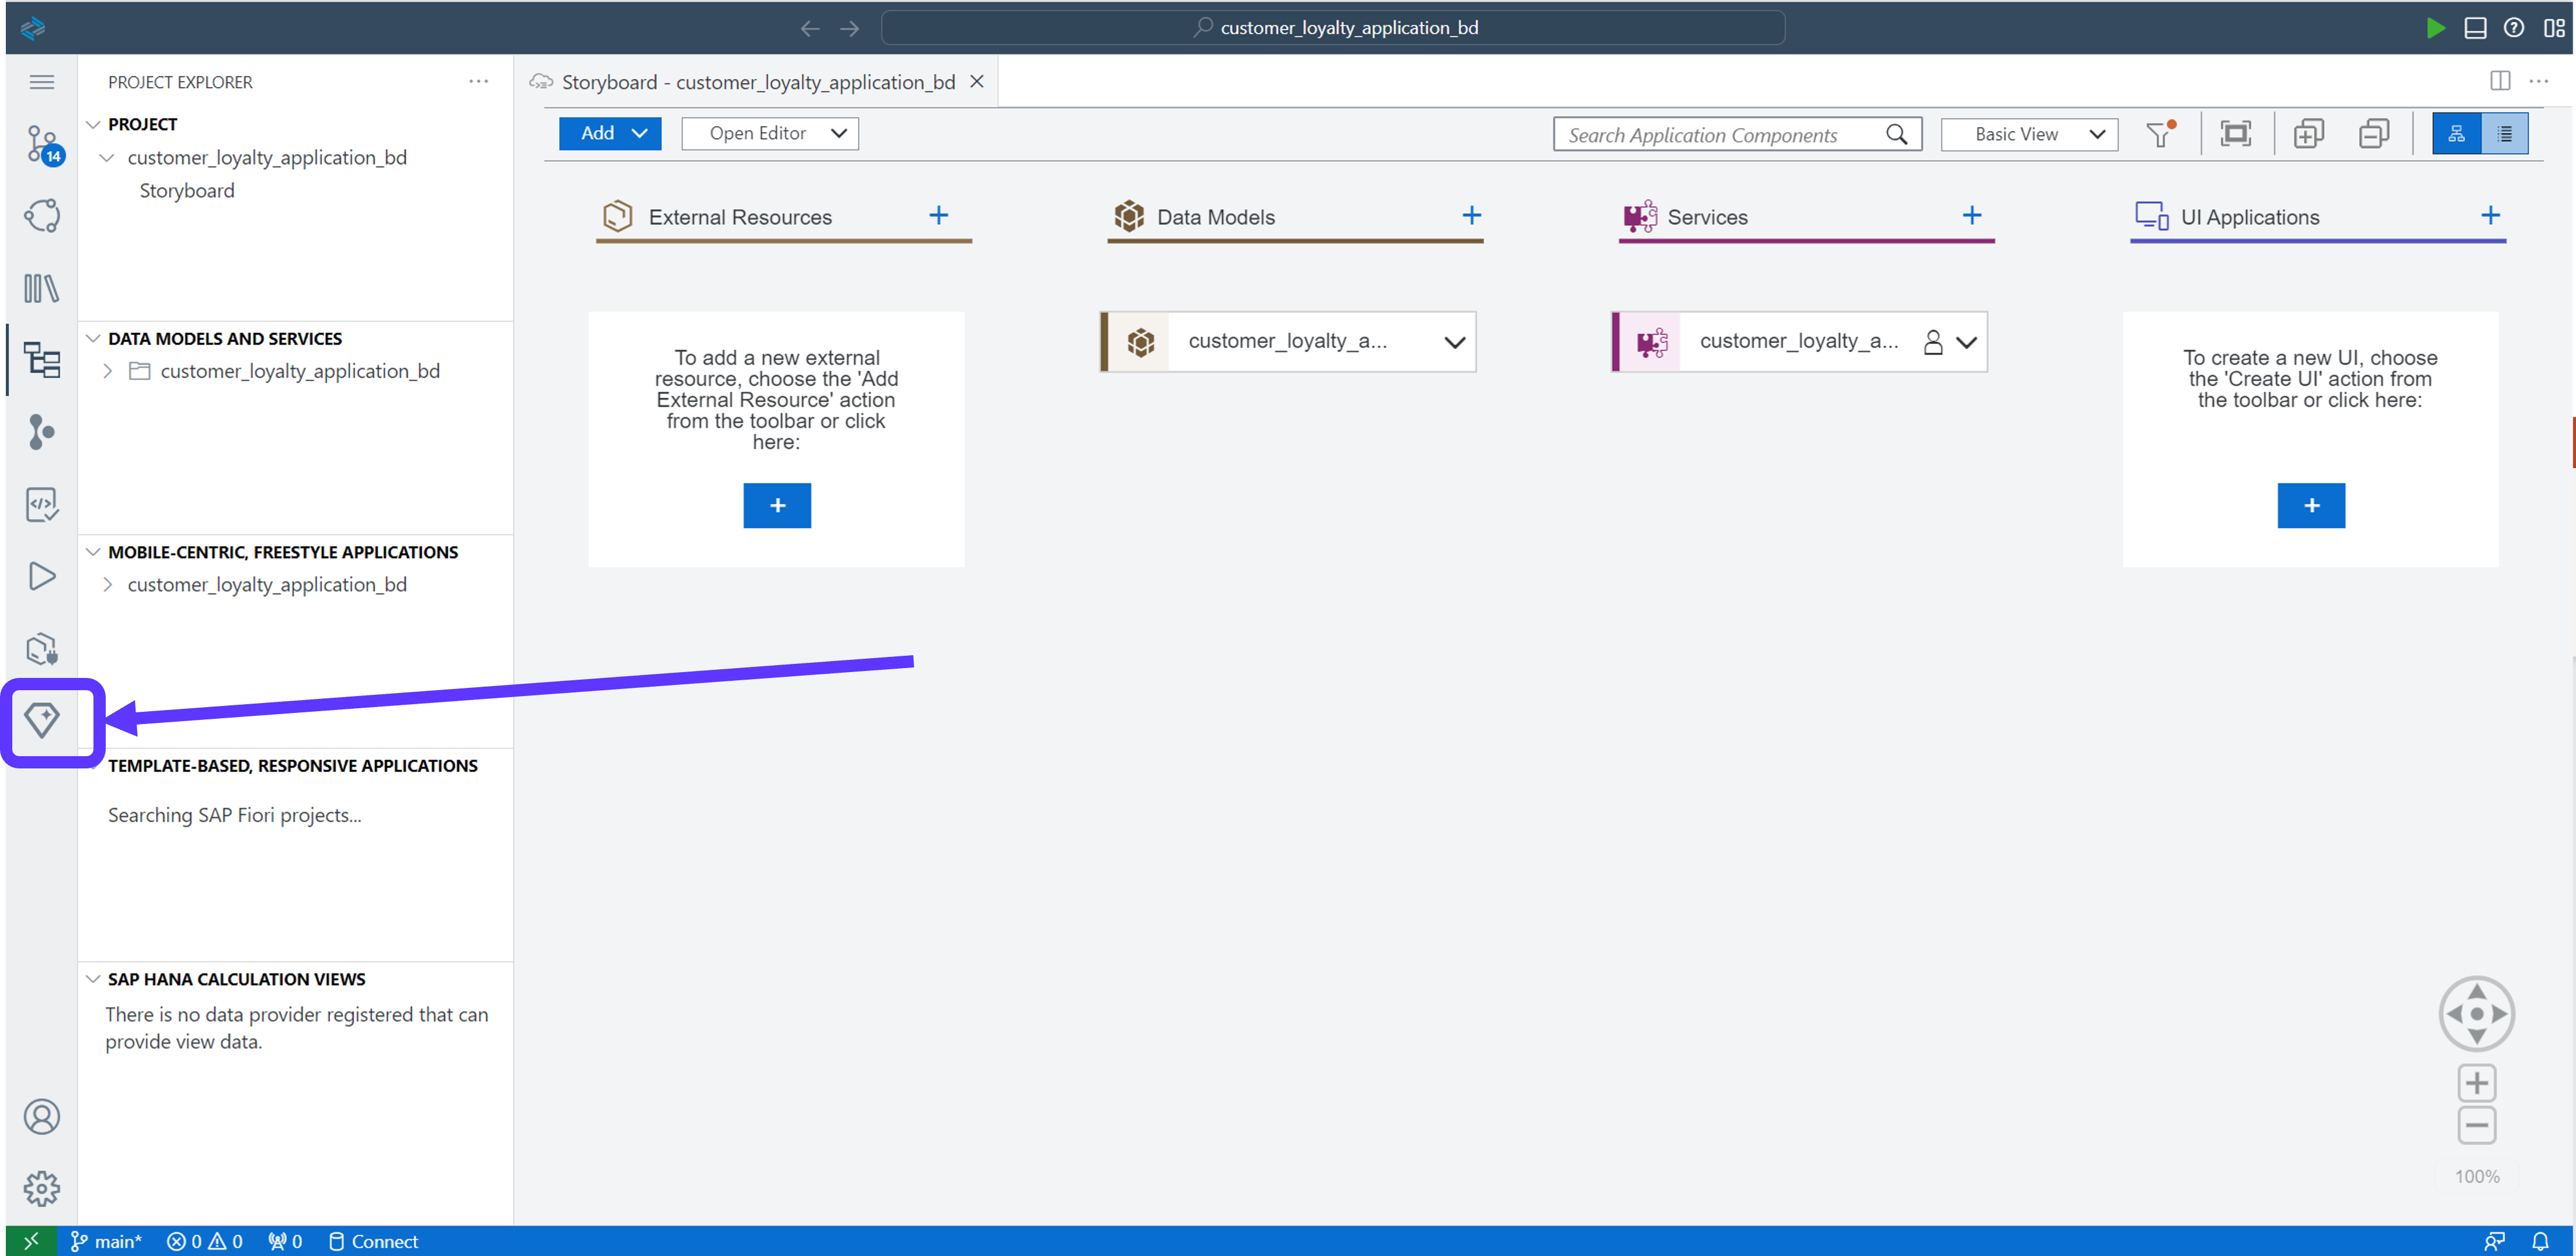 customer_loyalty_application_bd
PROJECT EXPLORER
PROJECT
customer_loyalty_application_bd
Storyboard
14
DATA MODELS AND SERVICES
customer_loyalty_application_bd
MOBILE-CENTRIC, FREESTYLE APPLICATIONS
customer_loyalty_application_bd
TEMPLATE-BASED, RESPONSIVE APPLICATIONS
Searching SAP Fiori projects...
SAP HANA CALCULATION VIEWS
There is no data provider registered that can
provide view data.
Storyboard - customer_loyalty_application_bd
Add
Open Editor
Search Application Components
Basic View
External Resources
Data Models
Services
UI Applications
To add a new external
resource, choose the 'Add
External Resource' action
from the toolbar or click
here:
customer_loyalty_a...
customer_loyalty_a...
To create a new UI, choose
the 'Create UI' action from
the toolbar or click here:
100%
main* 0 0 0 Connect